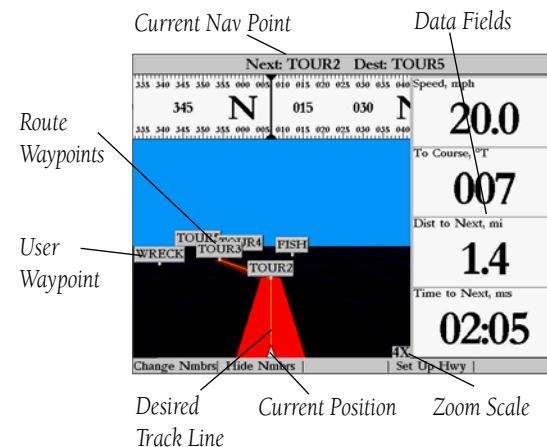 Current Nav Point
Data Fields
Next: TOUR2 Dest: TOUR5
335 340 345 350 355 000 005 010 015 020 025 030 035 040
345 N 015 030 N
335 340 345 350 355 000 005 010 015 020 025 030 035 040
Speed, mph
20.0
To Course, °T
007
Dist to Next, mi
1.4
Time to Next, ms
02:05
Route
Waypoints
User
Waypoint
TOUR5
TOUR4
TOUR3
FISH
WRECK
TOUR2
4X
Change Nmbrs| Hide Nmbrs | | Set Up Hwy |
Desired
Track Line
Current Position
Zoom Scale